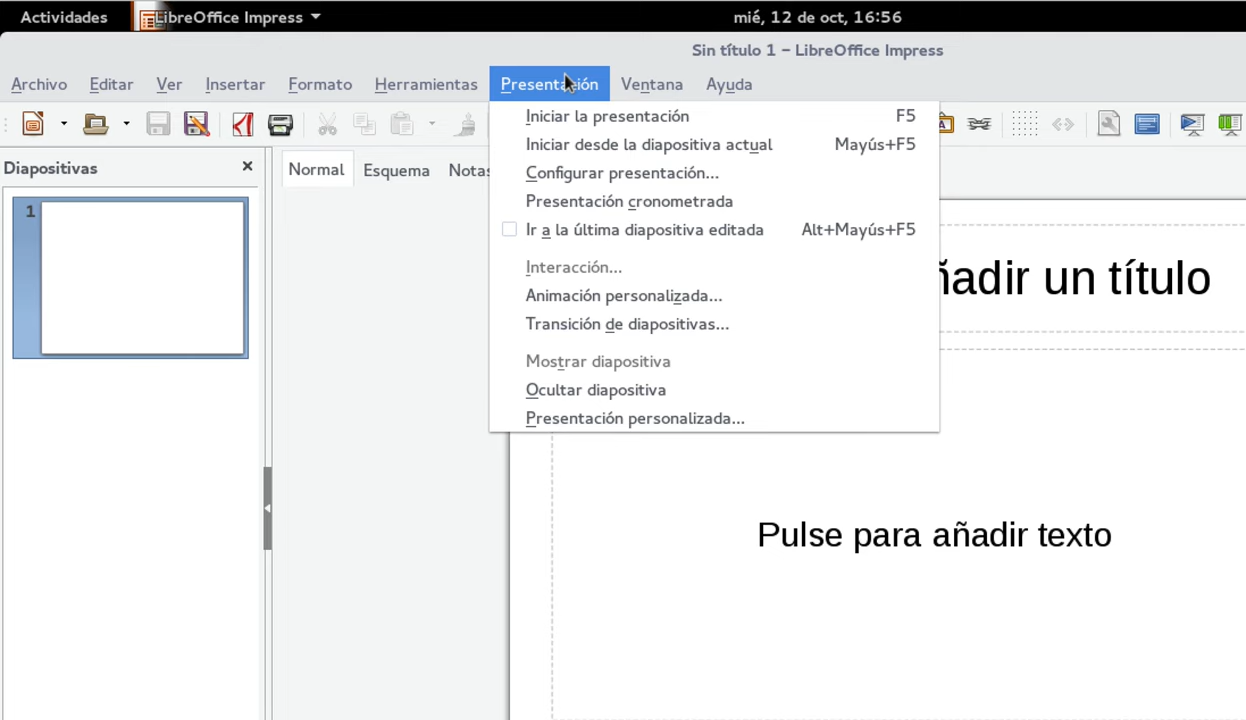 Actividades LibreOffice Impress mié, 12 de oct, 16:56
Sin título 1 – LibreOffice Impress
Archivo Editar Ver Insertar Formato Herramientas Presentación Ventana Ayuda
Iniciar la presentación F5
Iniciar desde la diapositiva actual Mayús+F5
Configurar presentación...
Presentación cronometrada
Ir a la última diapositiva editada Alt+Mayús+F5
Interacción...
Animación personalizada...
Transición de diapositivas...
Mostrar diapositiva
Ocultar diapositiva
Presentación personalizada...
Diapositivas
1
Normal Esquema Notas
un título
Pulse para añadir texto